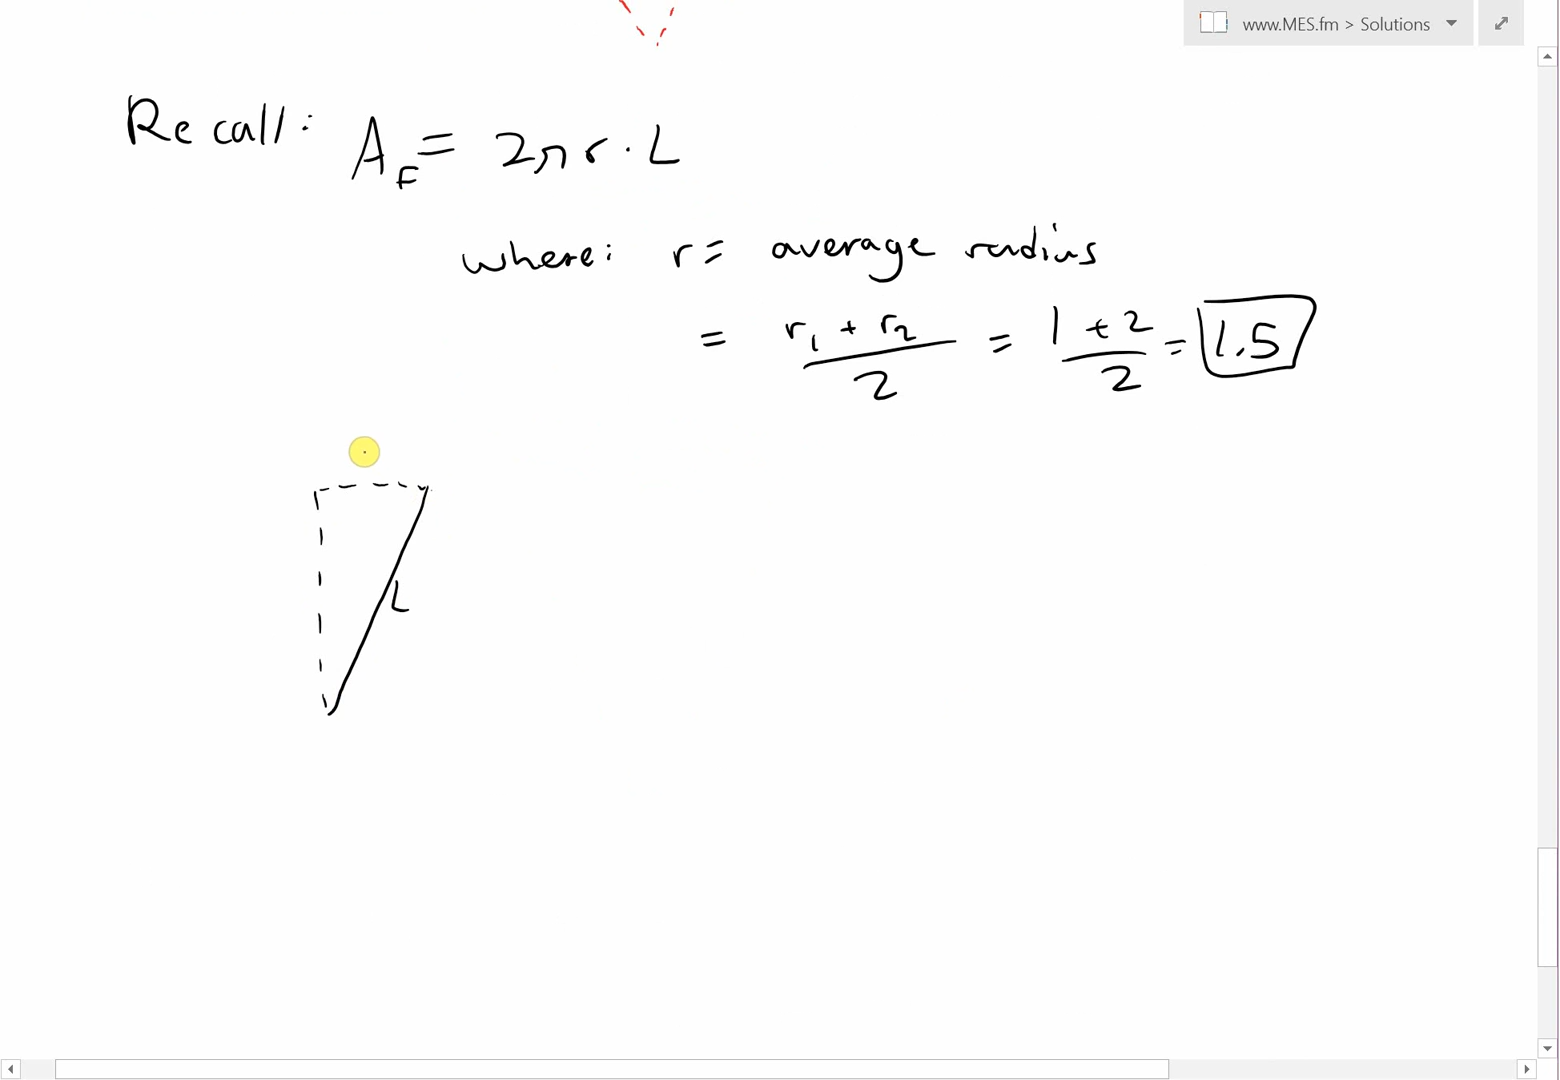 www.MES.fm > Solutions
Recall: A_F = 2πr · L
where: r = average radius
= (r₁ + r₂)/2 = (1 + 2)/2 = 1.5
L